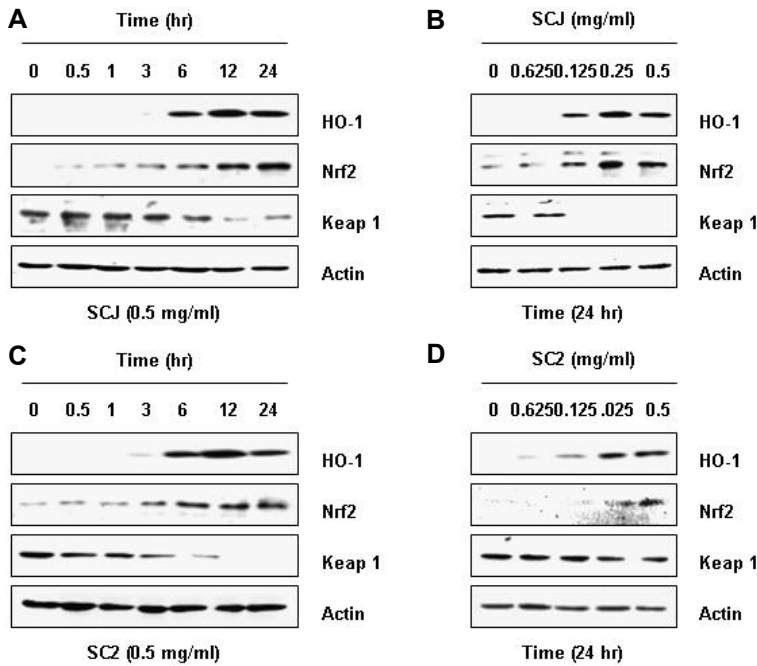 A
Time (hr)
0 0.5 1 3 6 12 24
HO-1
Nrf2
Keap 1
Actin
SCJ (0.5 mg/ml)
B
SCJ (mg/ml)
0 0.625 0.125 0.25 0.5
HO-1
Nrf2
Keap 1
Actin
Time (24 hr)
C
Time (hr)
0 0.5 1 3 6 12 24
HO-1
Nrf2
Keap 1
Actin
SC2 (0.5 mg/ml)
D
SC2 (mg/ml)
0 0.625 0.125 .025 0.5
HO-1
Nrf2
Keap 1
Actin
Time (24 hr)